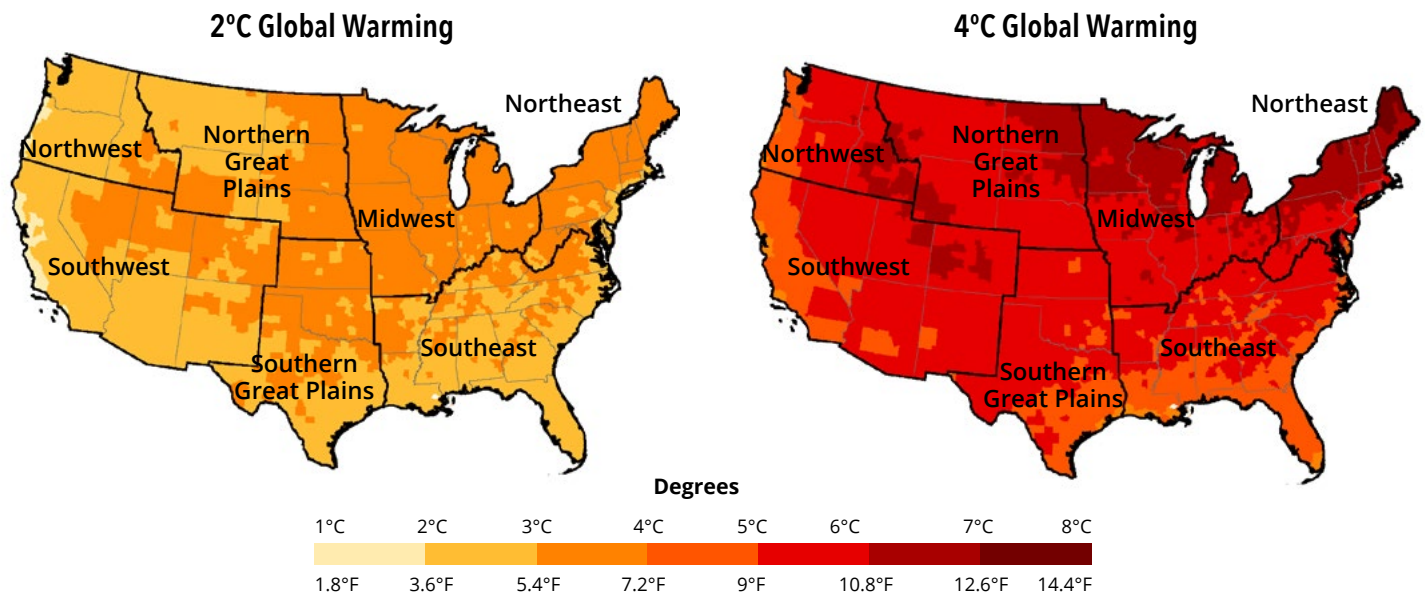 2ºC Global Warming
4ºC Global Warming
Northeast
Northwest
Northern
Great
Plains
Midwest
Southwest
Southeast
Southern
Great Plains
Northeast
Northwest
Northern
Great
Plains
Midwest
Southwest
Southeast
Southern
Great Plains
Degrees
1°C 2°C 3°C 4°C 5°C 6°C 7°C 8°C
1.8°F 3.6°F 5.4°F 7.2°F 9°F 10.8°F 12.6°F 14.4°F